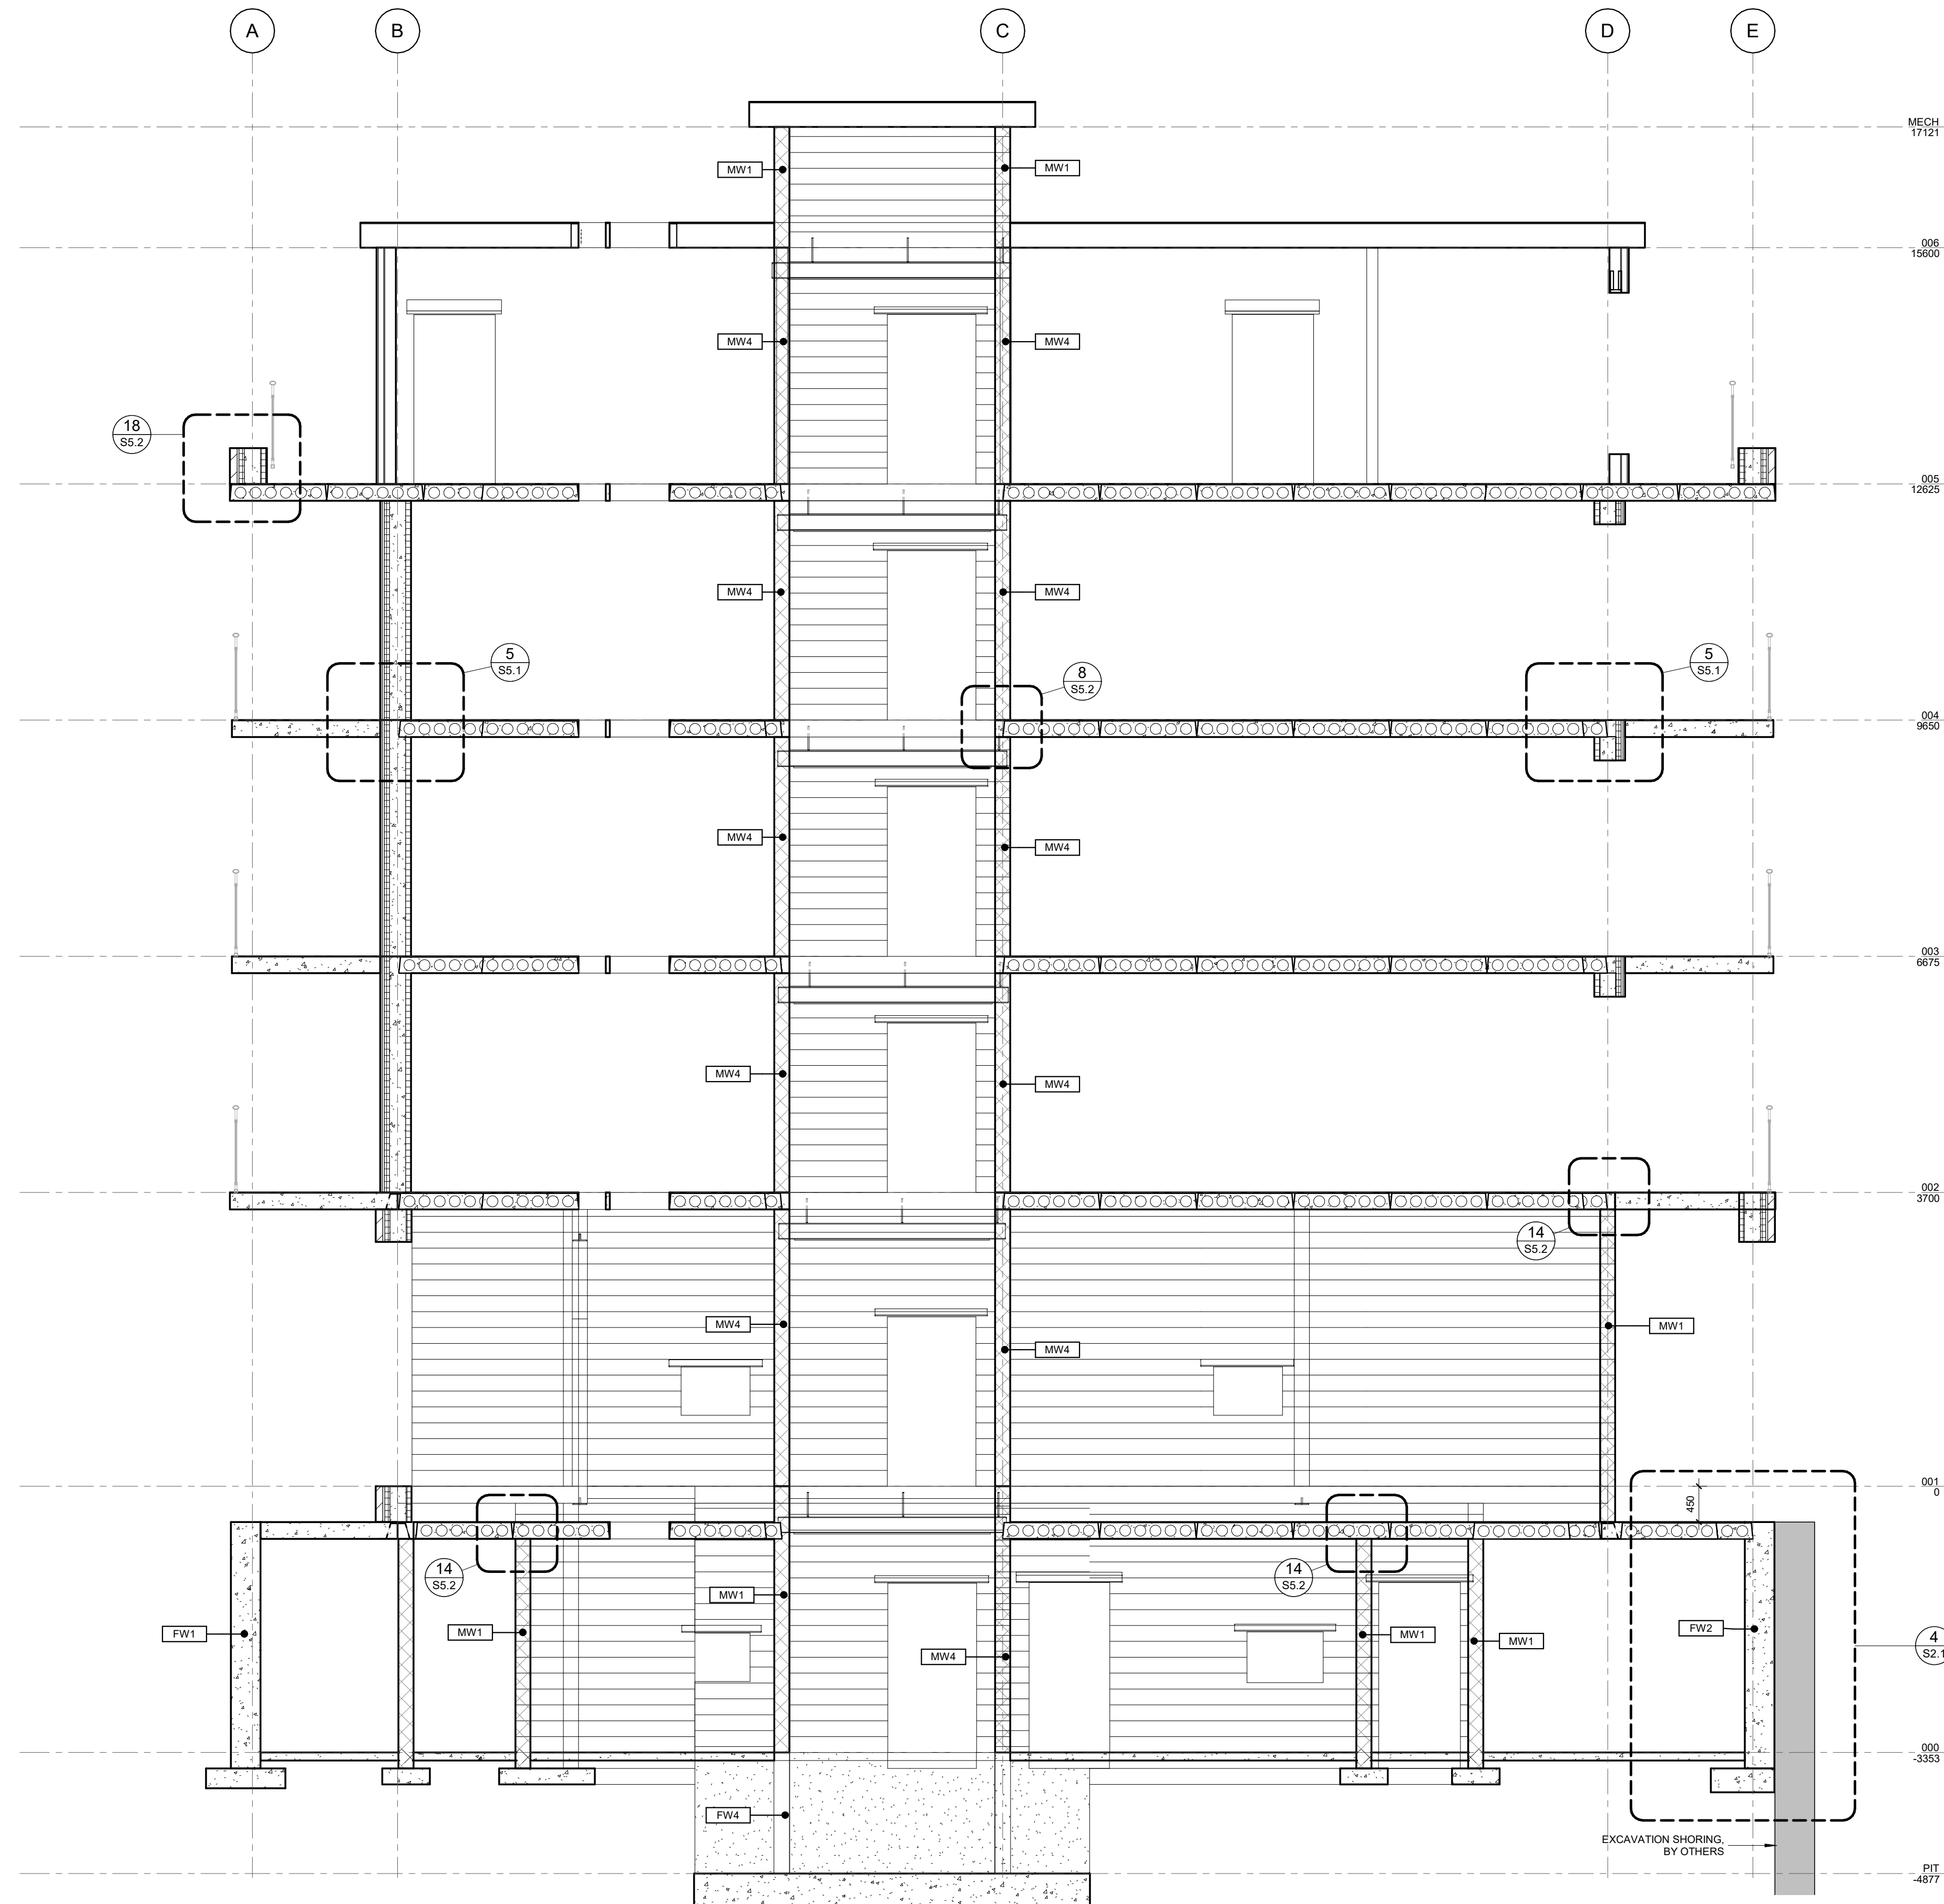 A
B
C
D
E
MECH
17121
MW1
MW1
006
15600
MW4
MW4
18
S5.2
005
12625
MW4
MW4
5
S5.1
8
S5.2
5
S5.1
004
9650
MW4
MW4
003
6675
MW4
MW4
002
3700
14
S5.2
MW4
MW1
MW4
001
0
450
14
S5.2
14
S5.2
MW1
FW1
MW1
MW1
MW1
FW2
4
S2.1
MW4
000
-3353
FW4
EXCAVATION SHORING,
BY OTHERS
PIT
-4877